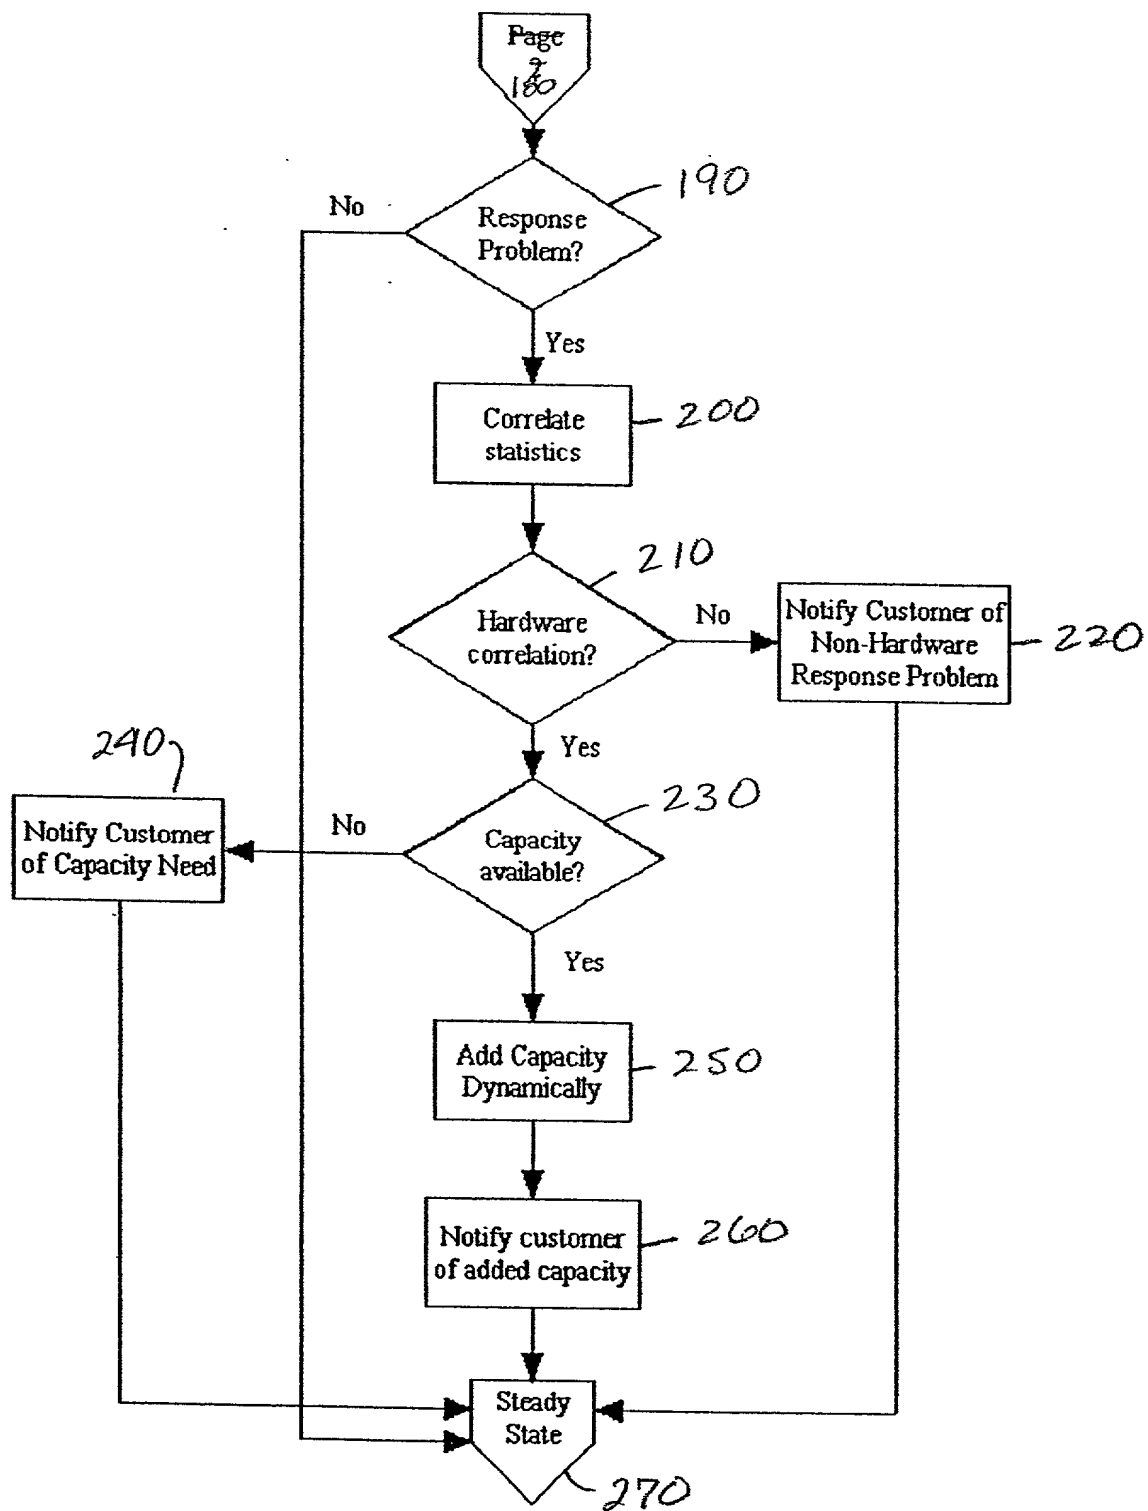 Page
2
180
190
No
Response
Problem?
Yes
Correlate
statistics
200
210
Hardware
correlation?
No
Notify Customer of
Non-Hardware
Response Problem
220
Yes
240
230
Notify Customer
of Capacity Need
No
Capacity
available?
Yes
Add Capacity
Dynamically
250
Notify customer
of added capacity
260
Steady
State
270